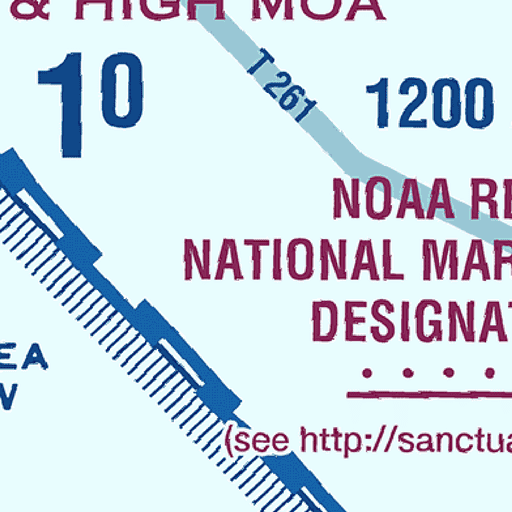 & HIGH MOA
T 261
1⁰
1200
NOAA RE
NATIONAL MAR
DESIGNAT
EA
W
(see http://sanctua